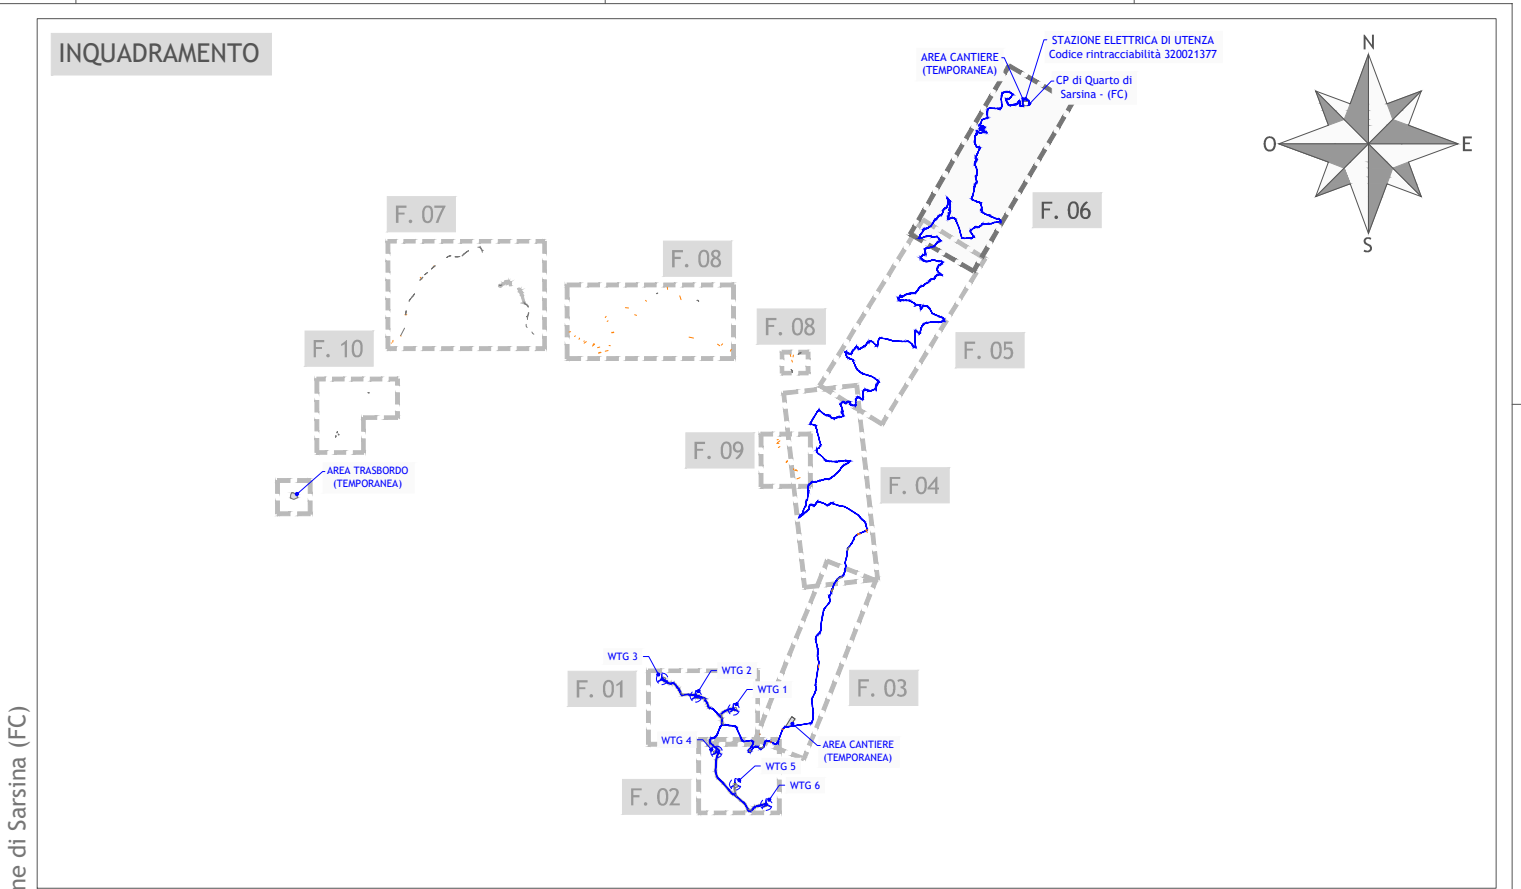 INQUADRAMENTO
STAZIONE ELETTRICA DI UTENZA
Codice rintracciabilità 320021377
AREA CANTIERE
(TEMPORANEA)
CP di Quarto di
Sarsina - (FC)
N
O
E
S
F. 06
F. 07
F. 08
F. 08
F. 10
F. 05
F. 09
AREA TRASBORDO
(TEMPORANEA)
F. 04
WTG 3
WTG 2
F. 01
WTG 1
F. 03
WTG 4
AREA CANTIERE
(TEMPORANEA)
WTG 5
WTG 6
F. 02
ne di Sarsina (FC)